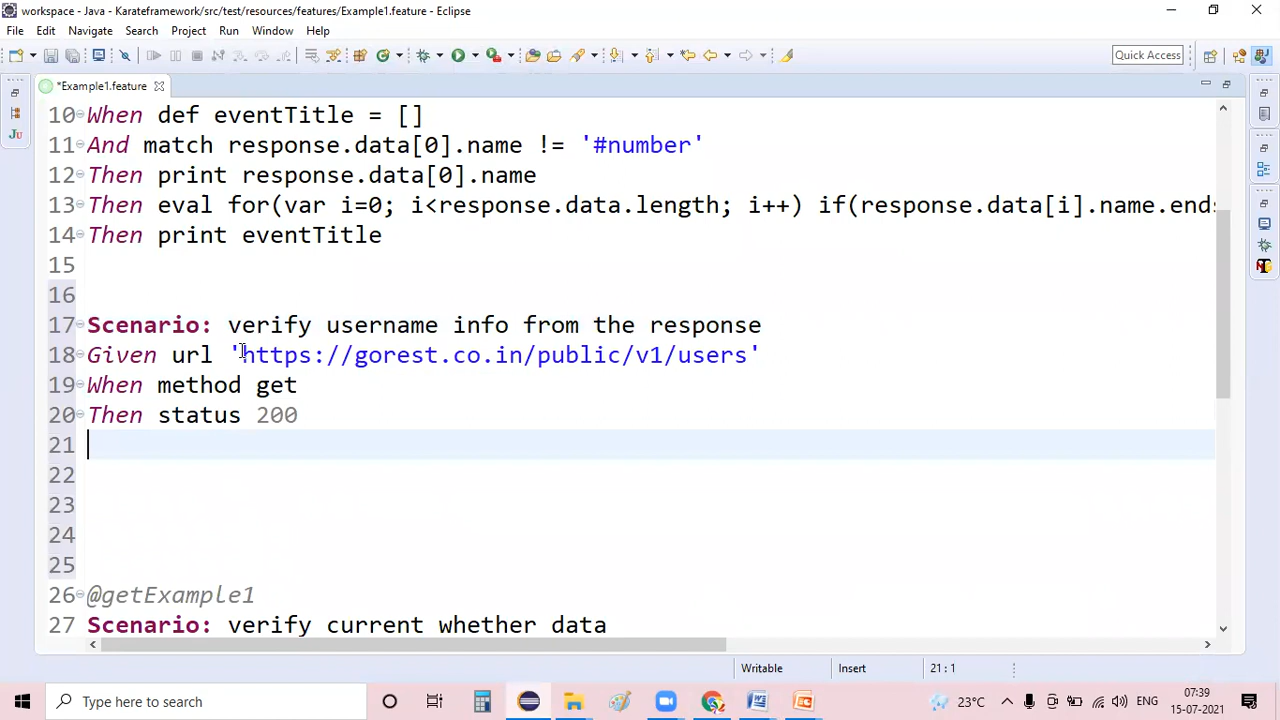 workspace - Java - Karateframework/src/test/resources/features/Example1.feature - Eclipse
File Edit Navigate Search Project Run Window Help
Quick Access
*Example1.feature
10 When def eventTitle = []
11 And match response.data[0].name != '#number'
12 Then print response.data[0].name
13 Then eval for(var i=0; i<response.data.length; i++) if(response.data[i].name.ends
14 Then print eventTitle
15
16
17 Scenario: verify username info from the response
18 Given url 'https://gorest.co.in/public/v1/users'
19 When method get
20 Then status 200
21
22
23
24
25
26 @getExample1
27 Scenario: verify current whether data
Writable Insert 21 : 1
Type here to search
23°C ENG 07:39
15-07-2021